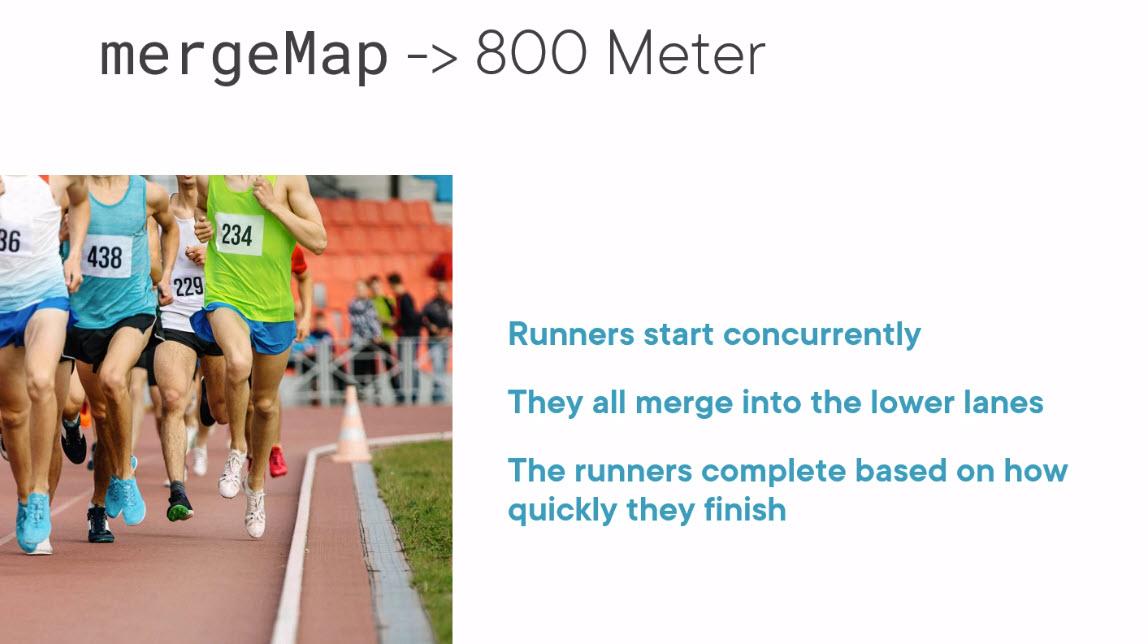 mergeMap -> 800 Meter
36
438
229
234
Runners start concurrently
They all merge into the lower lanes
The runners complete based on how
quickly they finish